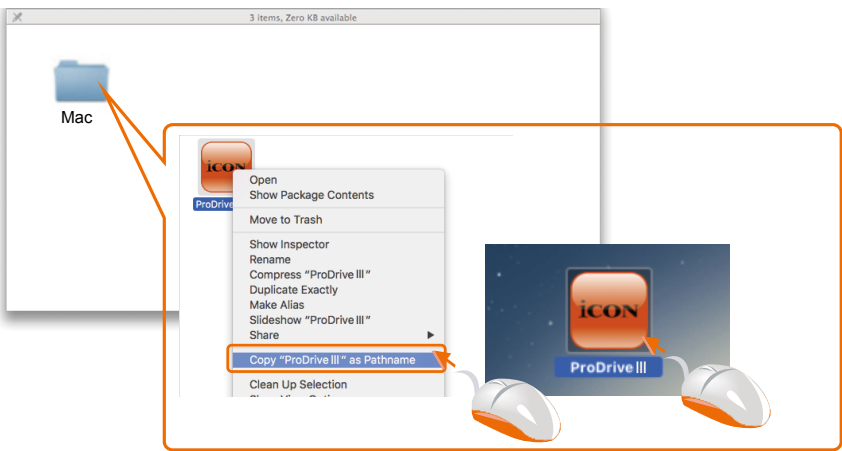 3 items, Zero KB available
Mac
iCON
ProDrive
Open
Show Package Contents
Move to Trash
Show Inspector
Rename
Compress “ProDrive III”
Duplicate Exactly
Make Alias
Slideshow “ProDrive III”
Share
Copy “ProDrive III” as Pathname
Clean Up Selection
iCON
ProDrive III